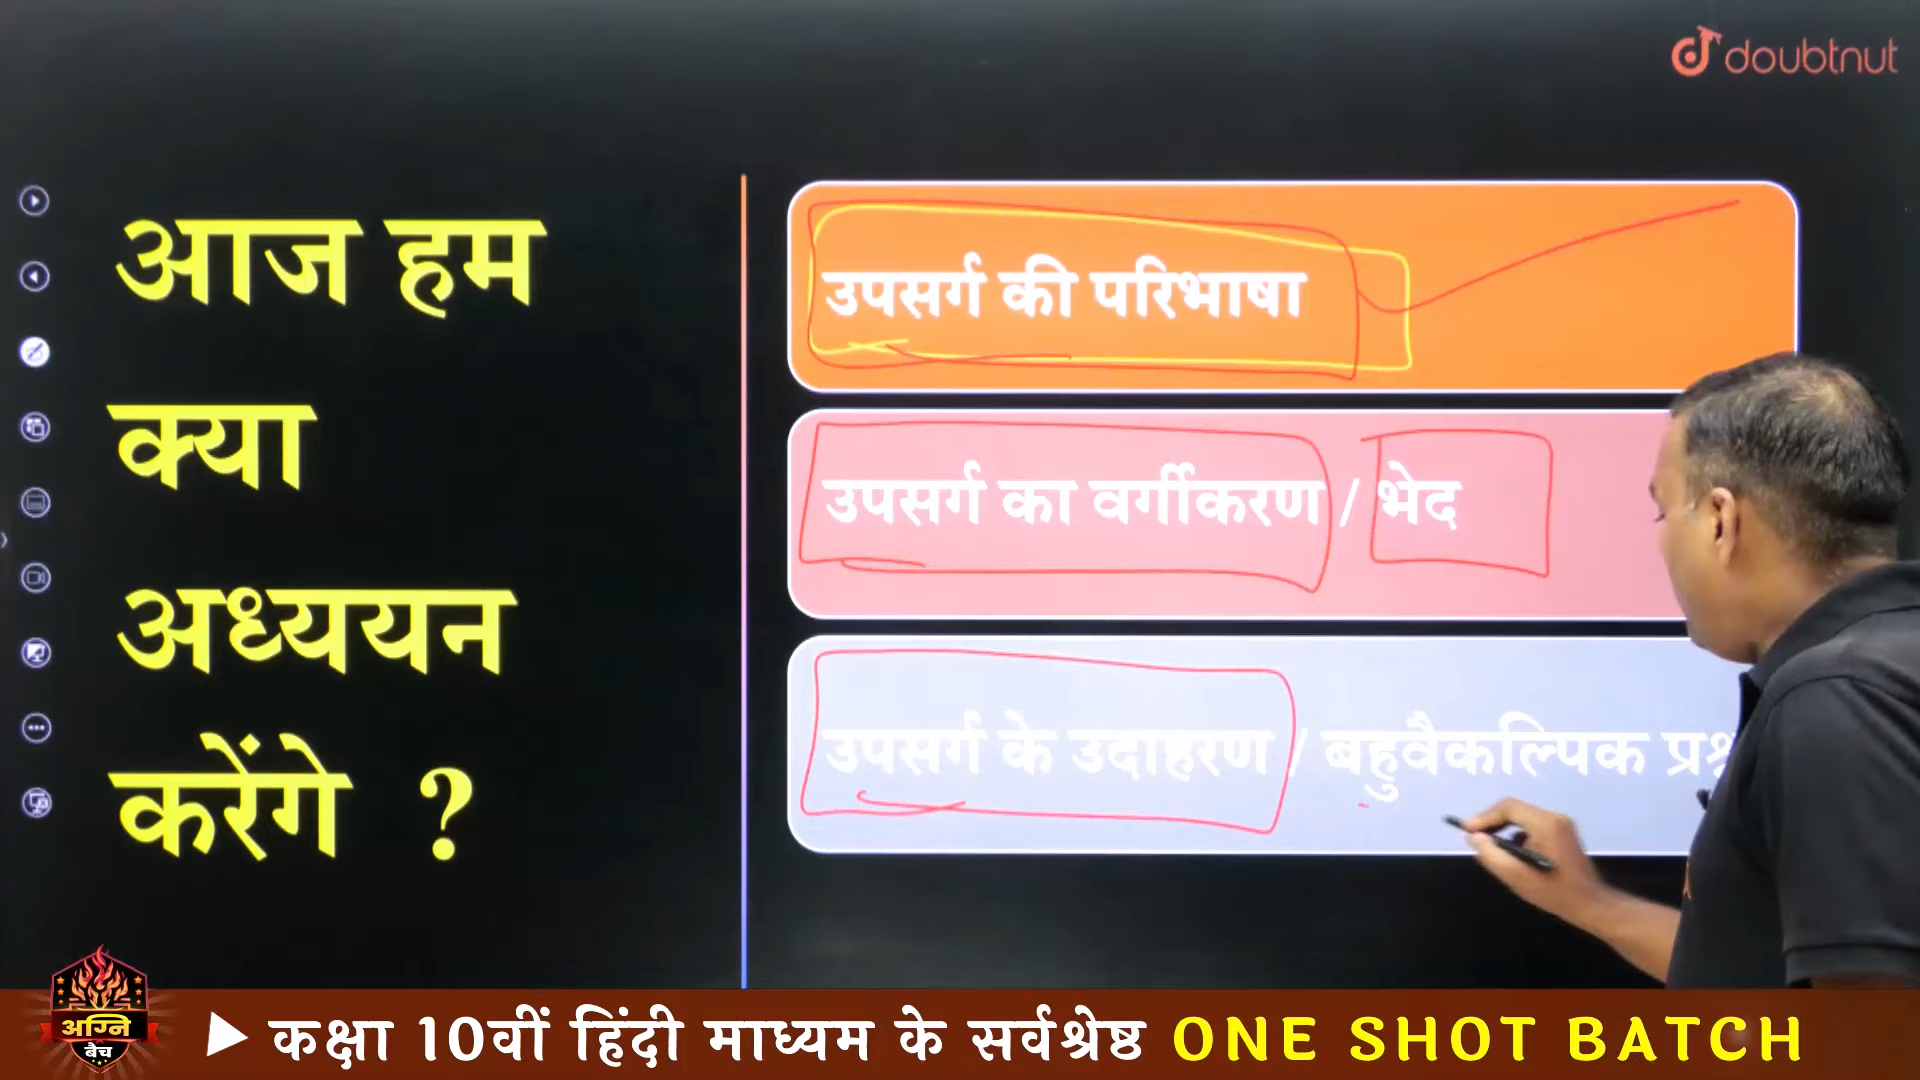 doubtnut
आज हम
क्या
अध्ययन
करेंगे ?
उपसर्ग की परिभाषा
उपसर्ग का वर्गीकरण / भेद
उपसर्ग के उदाहरण / बहुवैकल्पिक
अग्नि
बैच
कक्षा 10वीं हिंदी माध्यम के सर्वश्रेष्ठ ONE SHOT BATCH